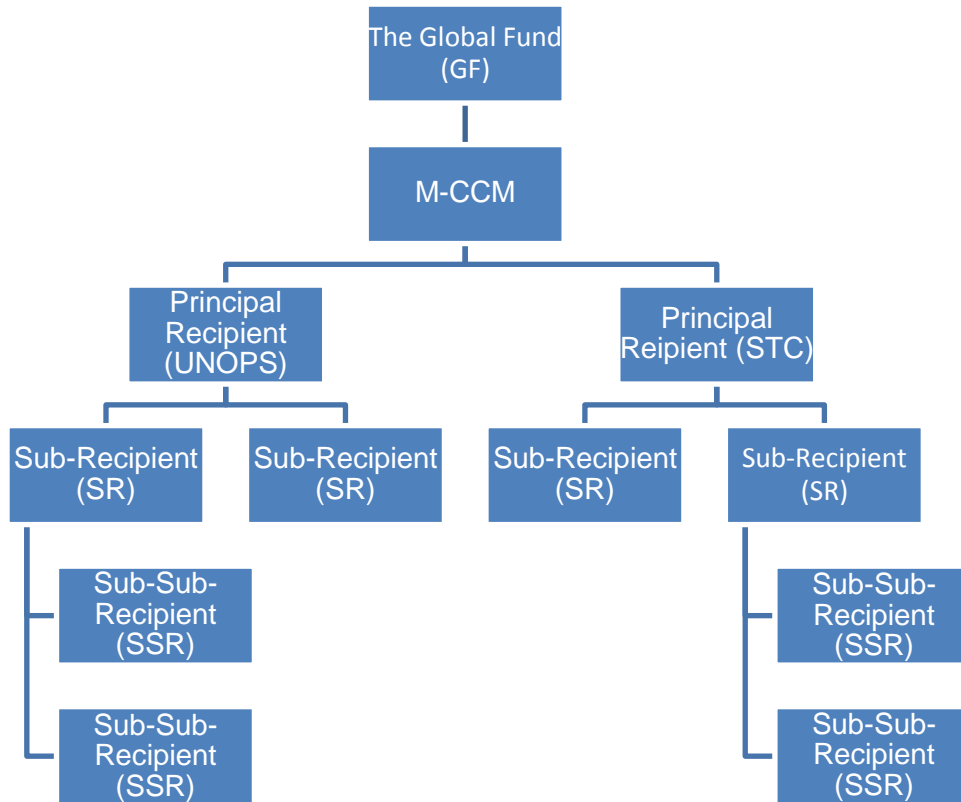 The Global Fund
(GF)
M-CCM
Principal
Recipient
(UNOPS)
Principal
Reipient (STC)
Sub-Recipient
(SR)
Sub-Recipient
(SR)
Sub-Recipient
(SR)
Sub-Recipient
(SR)
Sub-Sub-
Recipient
(SSR)
Sub-Sub-
Recipient
(SSR)
Sub-Sub-
Recipient
(SSR)
Sub-Sub-
Recipient
(SSR)